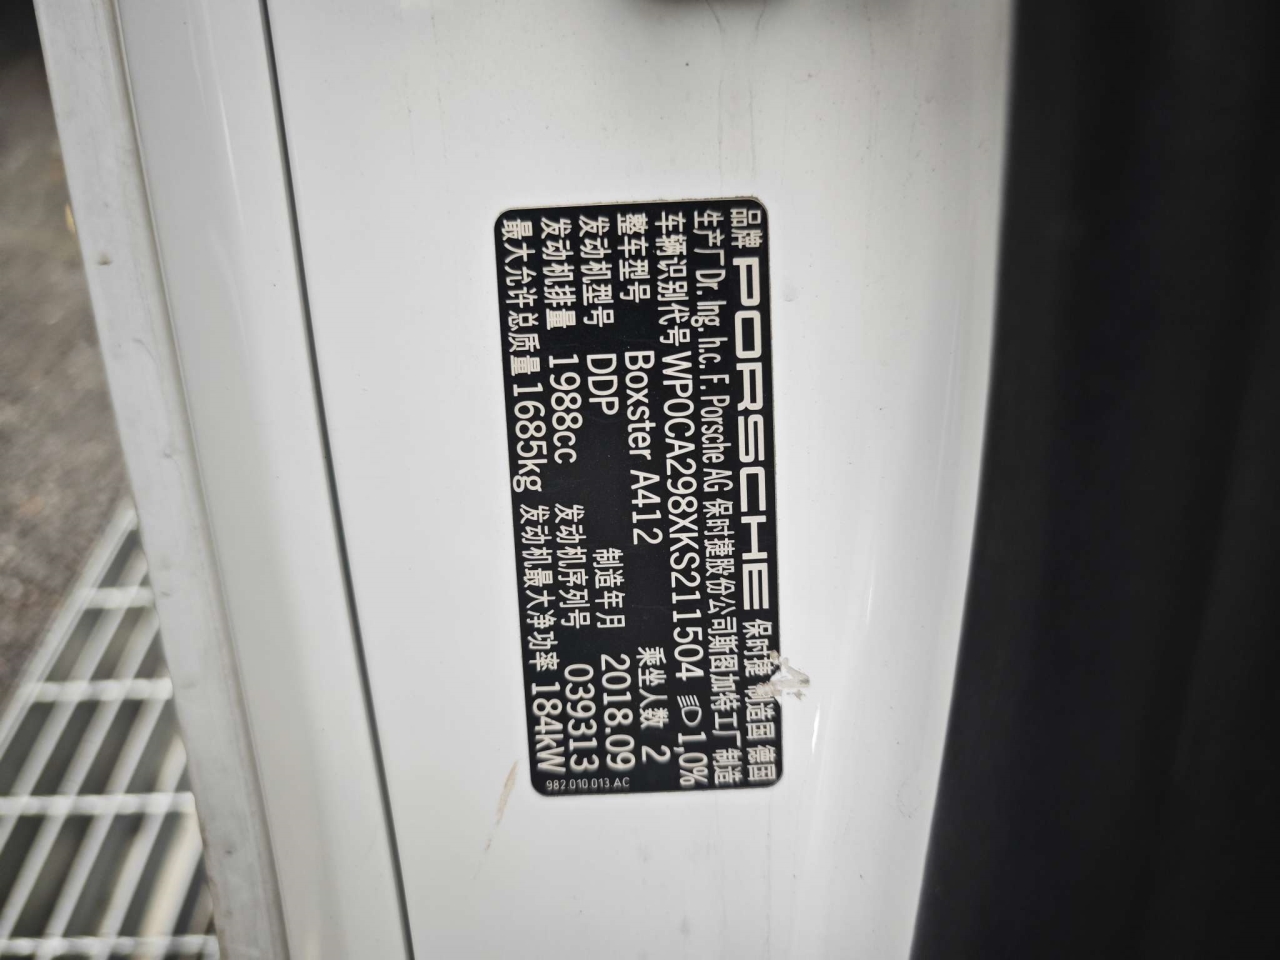 品牌 PORSCHE 保时捷 制造国 德国
生产厂 Dr. Ing. h.c. F. Porsche AG 保时捷股份公司斯图加特工厂 制造
车辆识别代号 WP0CA298XKS211504 1,0%
整车型号 Boxster A412 乘坐人数 2
发动机型号 DDP 制造年月 2018.09
发动机排量 1988cc 发动机序列号 039313
最大允许总质量 1685kg 发动机最大净功率 184kW
982.010.013.AC